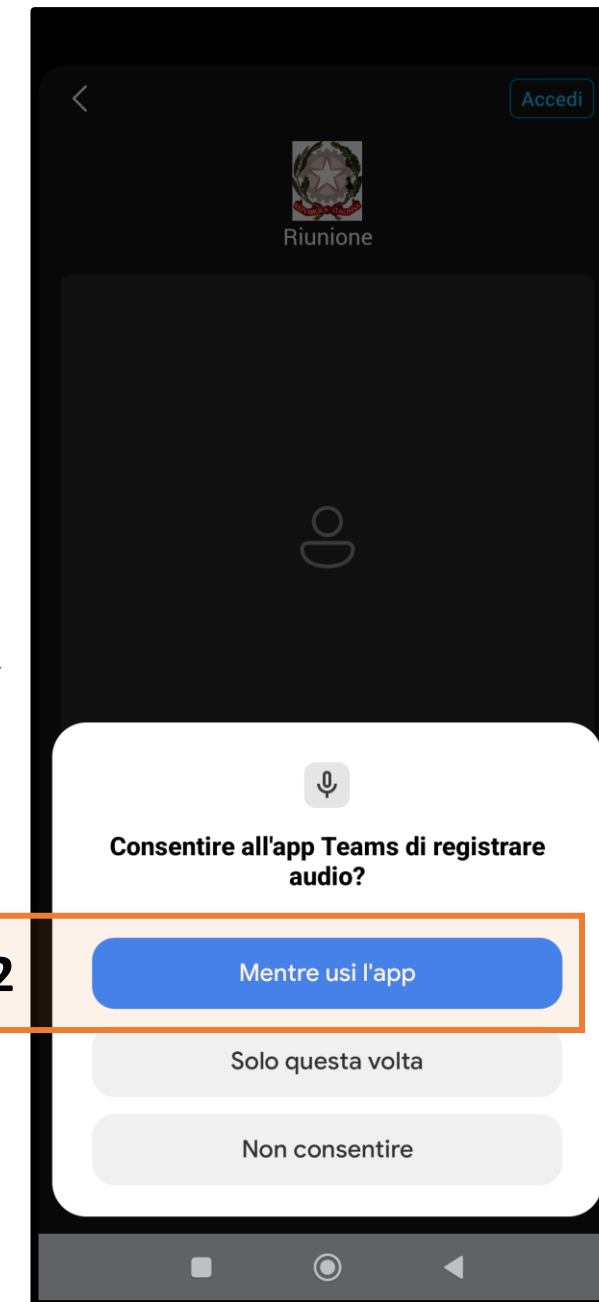 Accedi
Riunione
Consentire all'app Teams di registrare
audio?
2
Mentre usi l'app
Solo questa volta
Non consentire